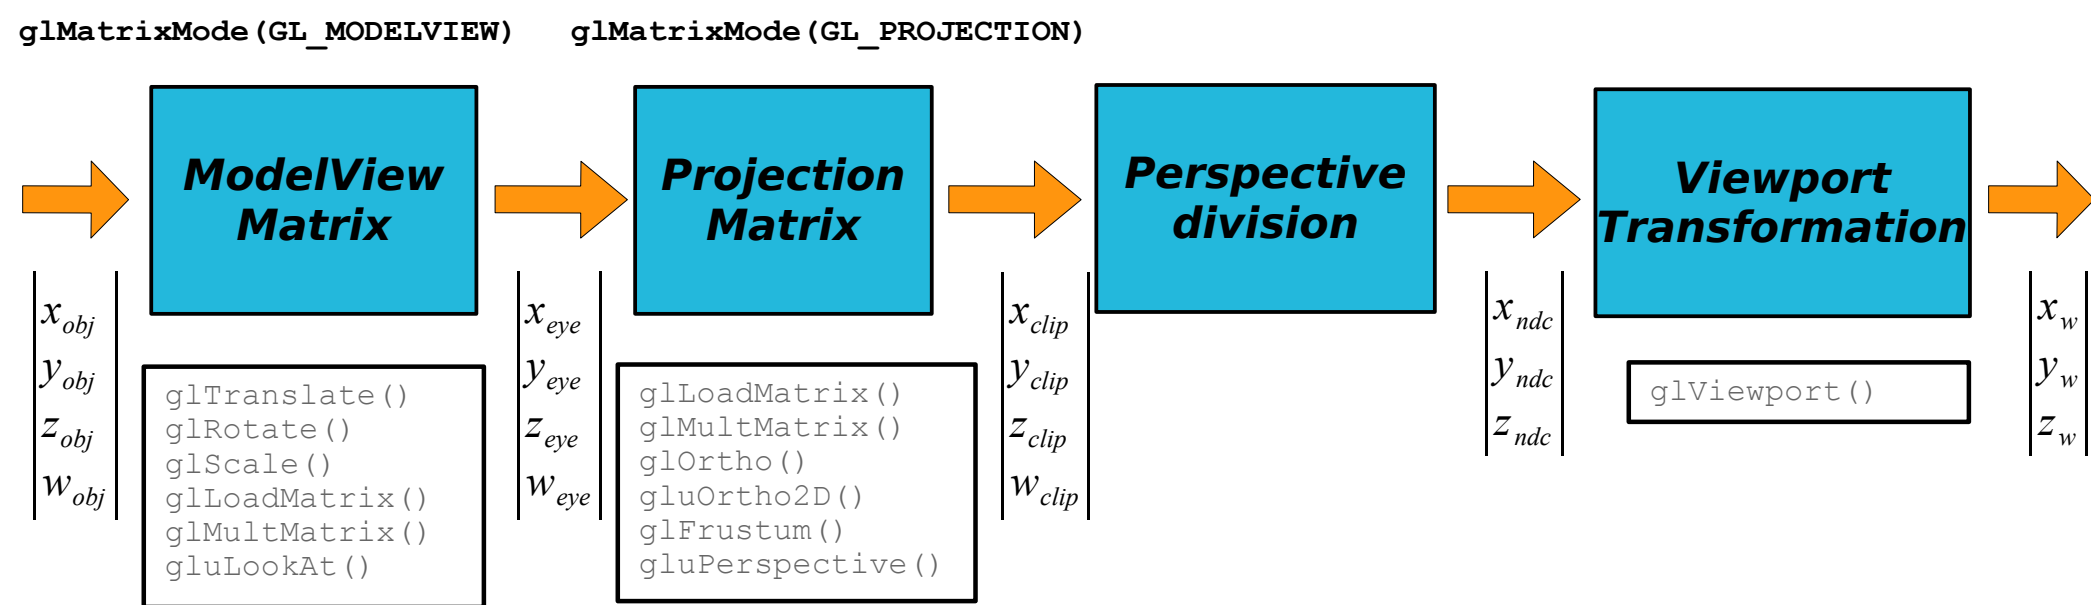 glMatrixMode(GL_MODELVIEW) glMatrixMode(GL_PROJECTION)
ModelView
Matrix
Projection
Matrix
Perspective
division
Viewport
Transformation
x_obj
y_obj
z_obj
w_obj
glTranslate()
glRotate()
glScale()
glLoadMatrix()
glMultMatrix()
gluLookAt()
x_eye
y_eye
z_eye
w_eye
glLoadMatrix()
glMultMatrix()
glOrtho()
gluOrtho2D()
glFrustum()
gluPerspective()
x_clip
y_clip
z_clip
w_clip
x_ndc
y_ndc
z_ndc
glViewport()
x_w
y_w
z_w